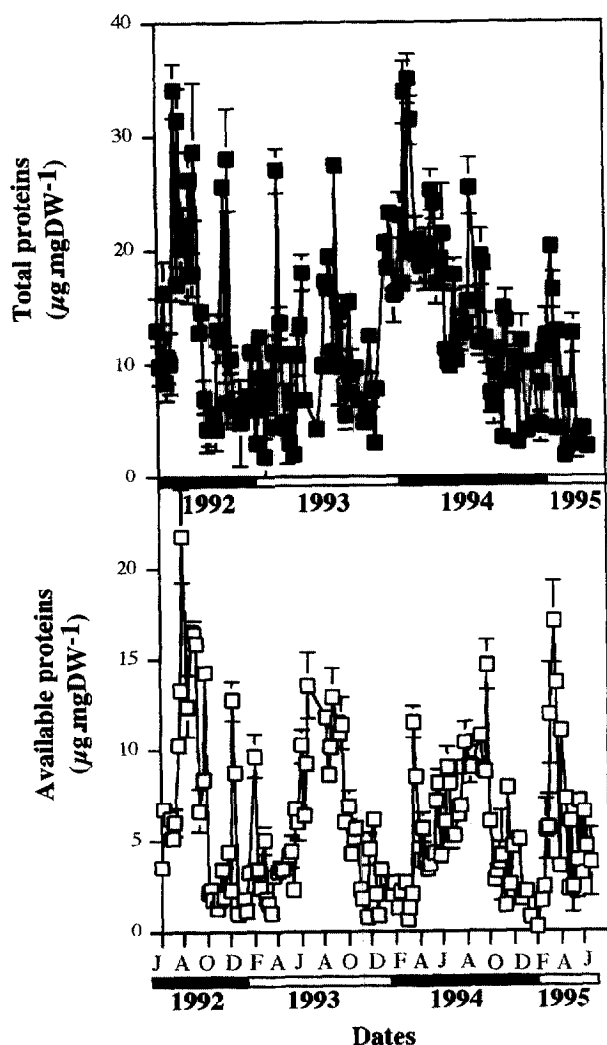 40
30
20
10
0
Total proteins
(µg.mgDW-1)
1992 1993 1994 1995
20
15
10
5
0
Available proteins
(µg.mgDW-1)
J A O D F A J A O D F A J A O D F A J
1992 1993 1994 1995
Dates